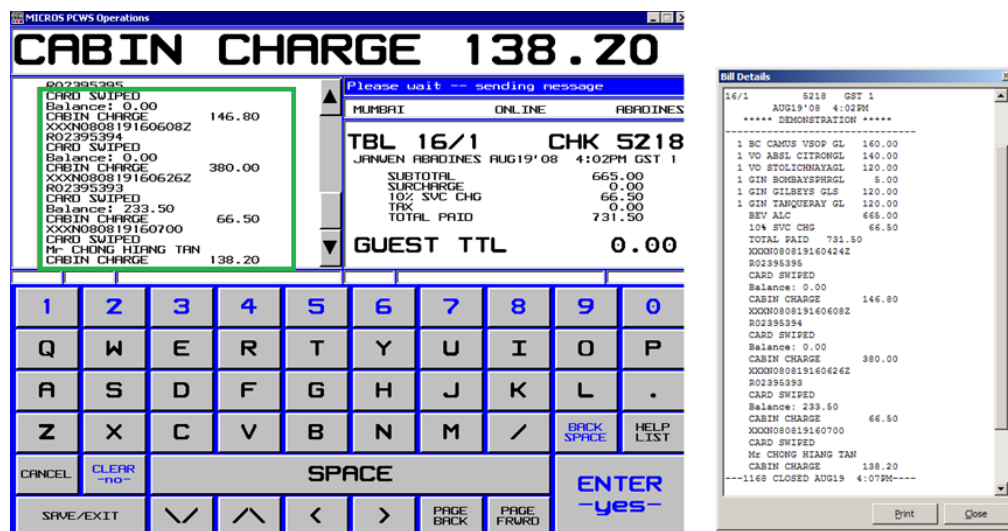 MICROS PCWS Operations
CABIN CHARGE 138.20
R02395395
CARD SWIPED
Balance: 0.00
CABIN CHARGE 146.80
XXXN080819160608Z
R02395394
CARD SWIPED
Balance: 0.00
CABIN CHARGE 380.00
XXXN080819160626Z
R02395393
CARD SWIPED
Balance: 233.50
CABIN CHARGE 66.50
XXXN080819160700
CARD SWIPED
Mr CHONG HIANG TAN
CABIN CHARGE 138.20
Please wait -- sending message
MUMBAI ONLINE ABADINES
TBL 16/1 CHK 5218
JANWEN ABADINES AUG19'08 4:02PM GST 1
SUBTOTAL 665.00
SURCHARGE 0.00
10% SVC CHG 66.50
TAX 0.00
TOTAL PAID 731.50
GUEST TTL 0.00
1 2 3 4 5 6 7 8 9 0
Q W E R T Y U I O P
A S D F G H J K L .
Z X C V B N M / BACK SPACE HELP LIST
CANCEL CLEAR -no- SPACE ENTER -yes-
SAVE/EXIT \/ /\ < > PAGE BACK PAGE FRWRD
Bill Details
16/1 5218 GST 1
AUG19'08 4:02PM
***** DEMONSTRATION *****
--------------------------------
1 BC CAMUS VSOP GL 160.00
1 VO ABSL CITRONGL 140.00
1 VO STOLICHNAYAGL 120.00
1 GIN BOMBAYSPHRGL 5.00
1 GIN GILBEYS GLS 120.00
1 GIN TANQUERAY GL 120.00
BEV ALC 665.00
10% SVC CHG 66.50
TOTAL PAID 731.50
XXXN080819160424Z
R02395395
CARD SWIPED
Balance: 0.00
CABIN CHARGE 146.80
XXXN080819160608Z
R02395394
CARD SWIPED
Balance: 0.00
CABIN CHARGE 380.00
XXXN080819160626Z
R02395393
CARD SWIPED
Balance: 233.50
CABIN CHARGE 66.50
XXXN080819160700
CARD SWIPED
Mr CHONG HIANG TAN
CABIN CHARGE 138.20
---1168 CLOSED AUG19 4:07PM----
Print Close